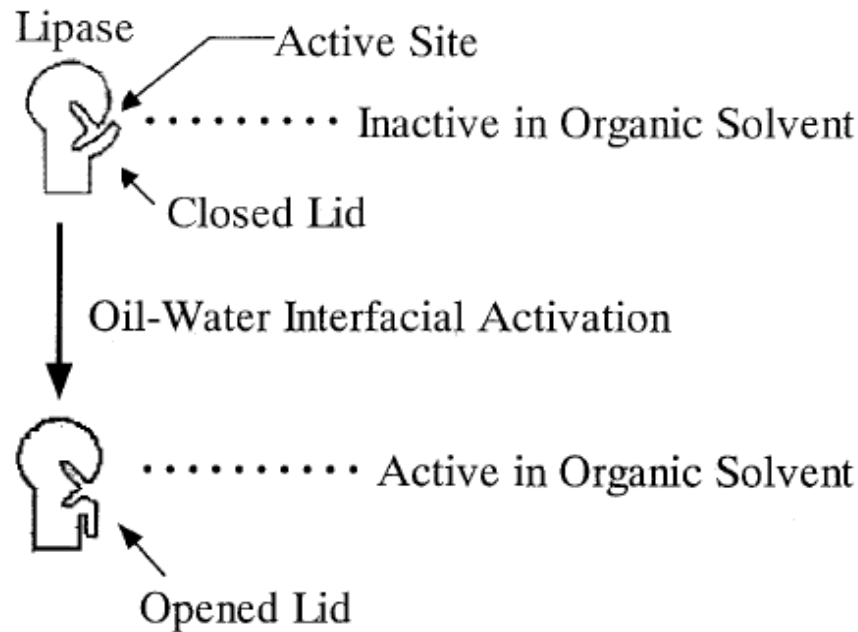 Lipase
Active Site
Inactive in Organic Solvent
Closed Lid
Oil-Water Interfacial Activation
Active in Organic Solvent
Opened Lid